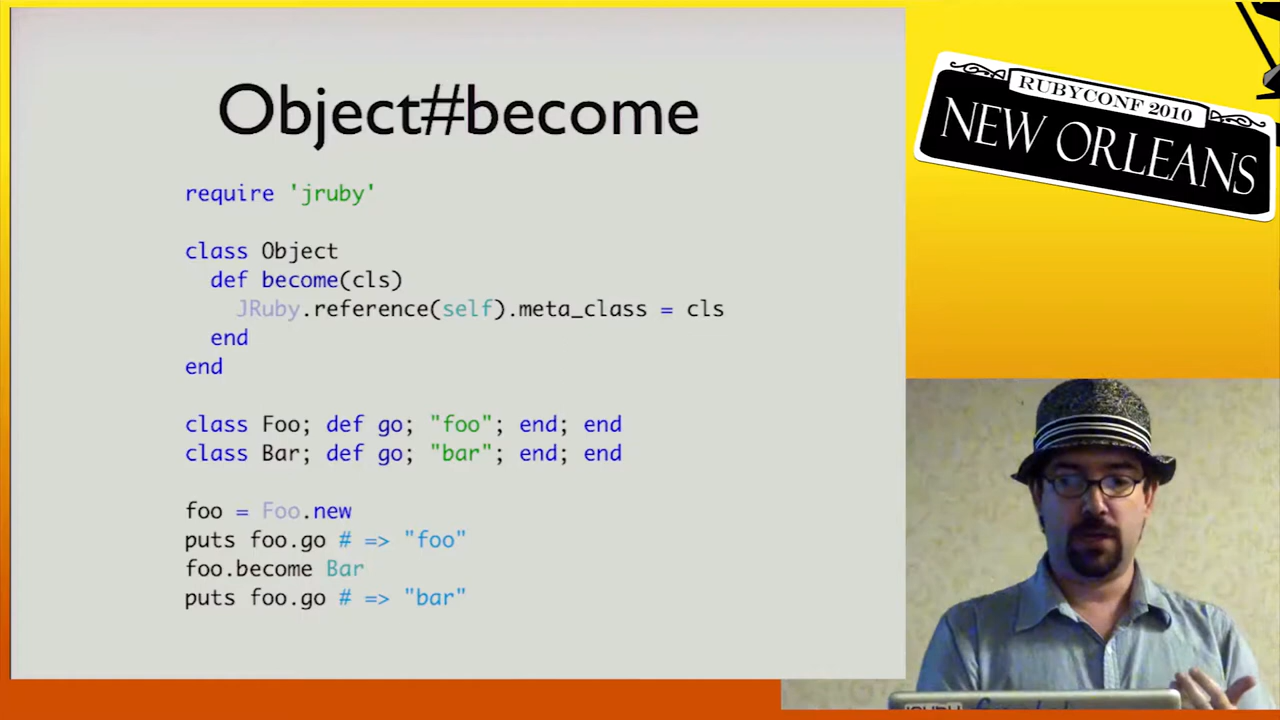 Object#become
require 'jruby'
class Object
def become(cls)
JRuby.reference(self).meta_class = cls
end
end
class Foo; def go; "foo"; end; end
class Bar; def go; "bar"; end; end
foo = Foo.new
puts foo.go # => "foo"
foo.become Bar
puts foo.go # => "bar"
RUBYCONF 2010
NEW ORLEANS